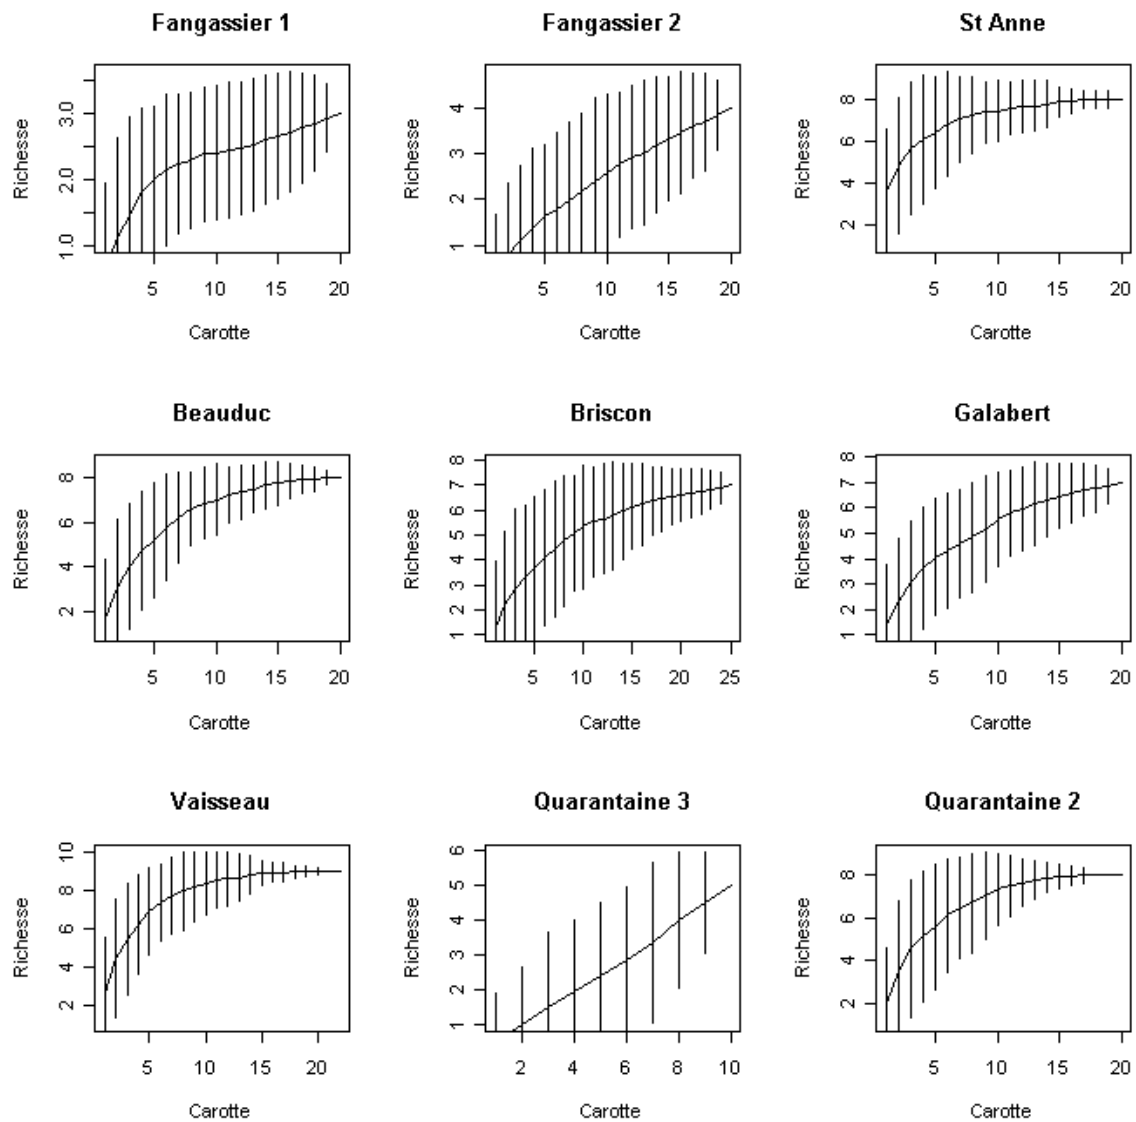 Fangassier 1 Fangassier 2 St Anne
Richesse 1.0 2.0 3.0
5 10 15 20
Carotte
Richesse 1 2 3 4
5 10 15 20
Carotte
Richesse 2 4 6 8
5 10 15 20
Carotte
Beauduc Briscon Galabert
Richesse 2 4 6 8
5 10 15 20
Carotte
Richesse 1 2 3 4 5 6 7 8
5 10 15 20 25
Carotte
Richesse 1 2 3 4 5 6 7 8
5 10 15 20
Carotte
Vaisseau Quarantaine 3 Quarantaine 2
Richesse 2 4 6 8 10
5 10 15 20
Carotte
Richesse 1 2 3 4 5 6
2 4 6 8 10
Carotte
Richesse 2 4 6 8
5 10 15 20
Carotte